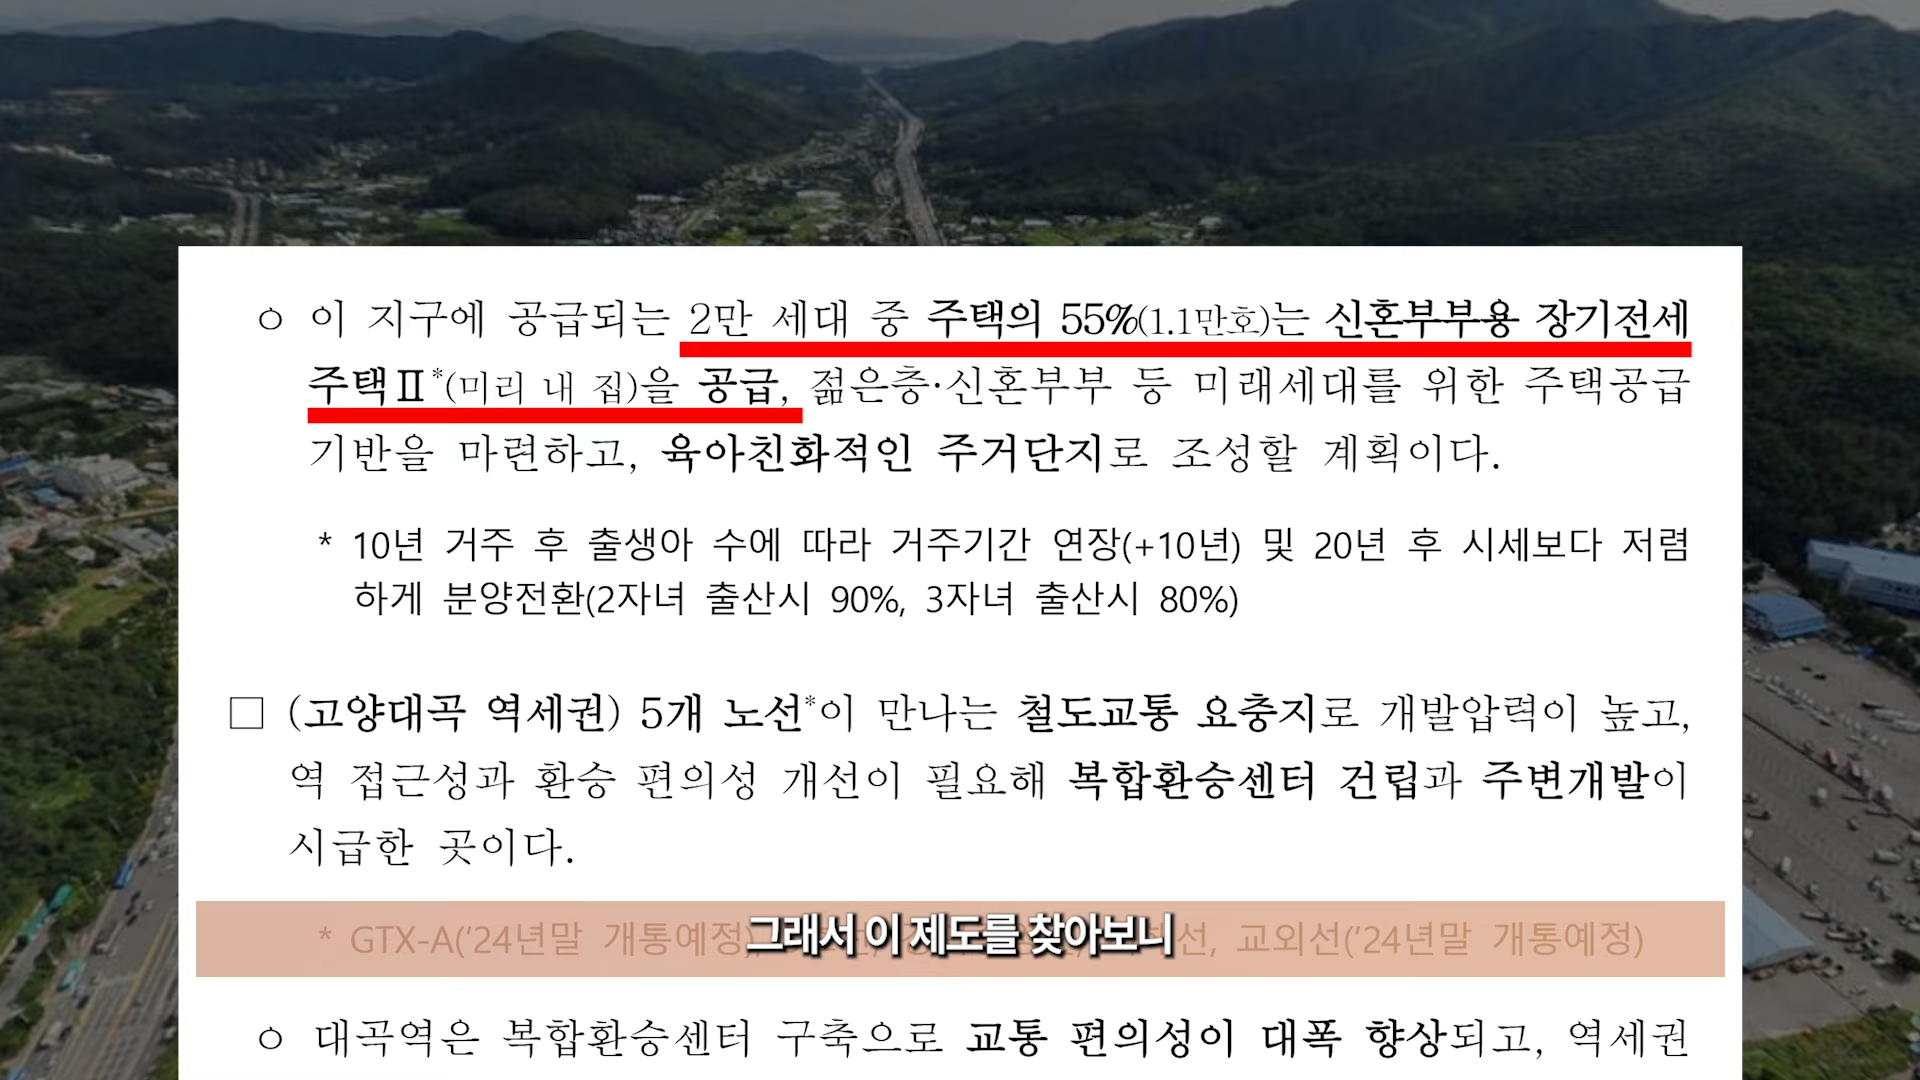 ㅇ 이 지구에 공급되는 2만 세대 중 주택의 55%(1.1만호)는 신혼부부용 장기전세
주택Ⅱ*(미리 내 집)을 공급, 젊은층·신혼부부 등 미래세대를 위한 주택공급
기반을 마련하고, 육아친화적인 주거단지로 조성할 계획이다.
* 10년 거주 후 출생아 수에 따라 거주기간 연장(+10년) 및 20년 후 시세보다 저렴
하게 분양전환(2자녀 출산시 90%, 3자녀 출산시 80%)
□ (고양대곡 역세권) 5개 노선*이 만나는 철도교통 요충지로 개발압력이 높고,
역 접근성과 환승 편의성 개선이 필요해 복합환승센터 건립과 주변개발이
시급한 곳이다.
* GTX-A('24년말 개통예정), 교외선('24년말 개통예정)
그래서 이 제도를 찾아보니
ㅇ 대곡역은 복합환승센터 구축으로 교통 편의성이 대폭 향상되고, 역세권